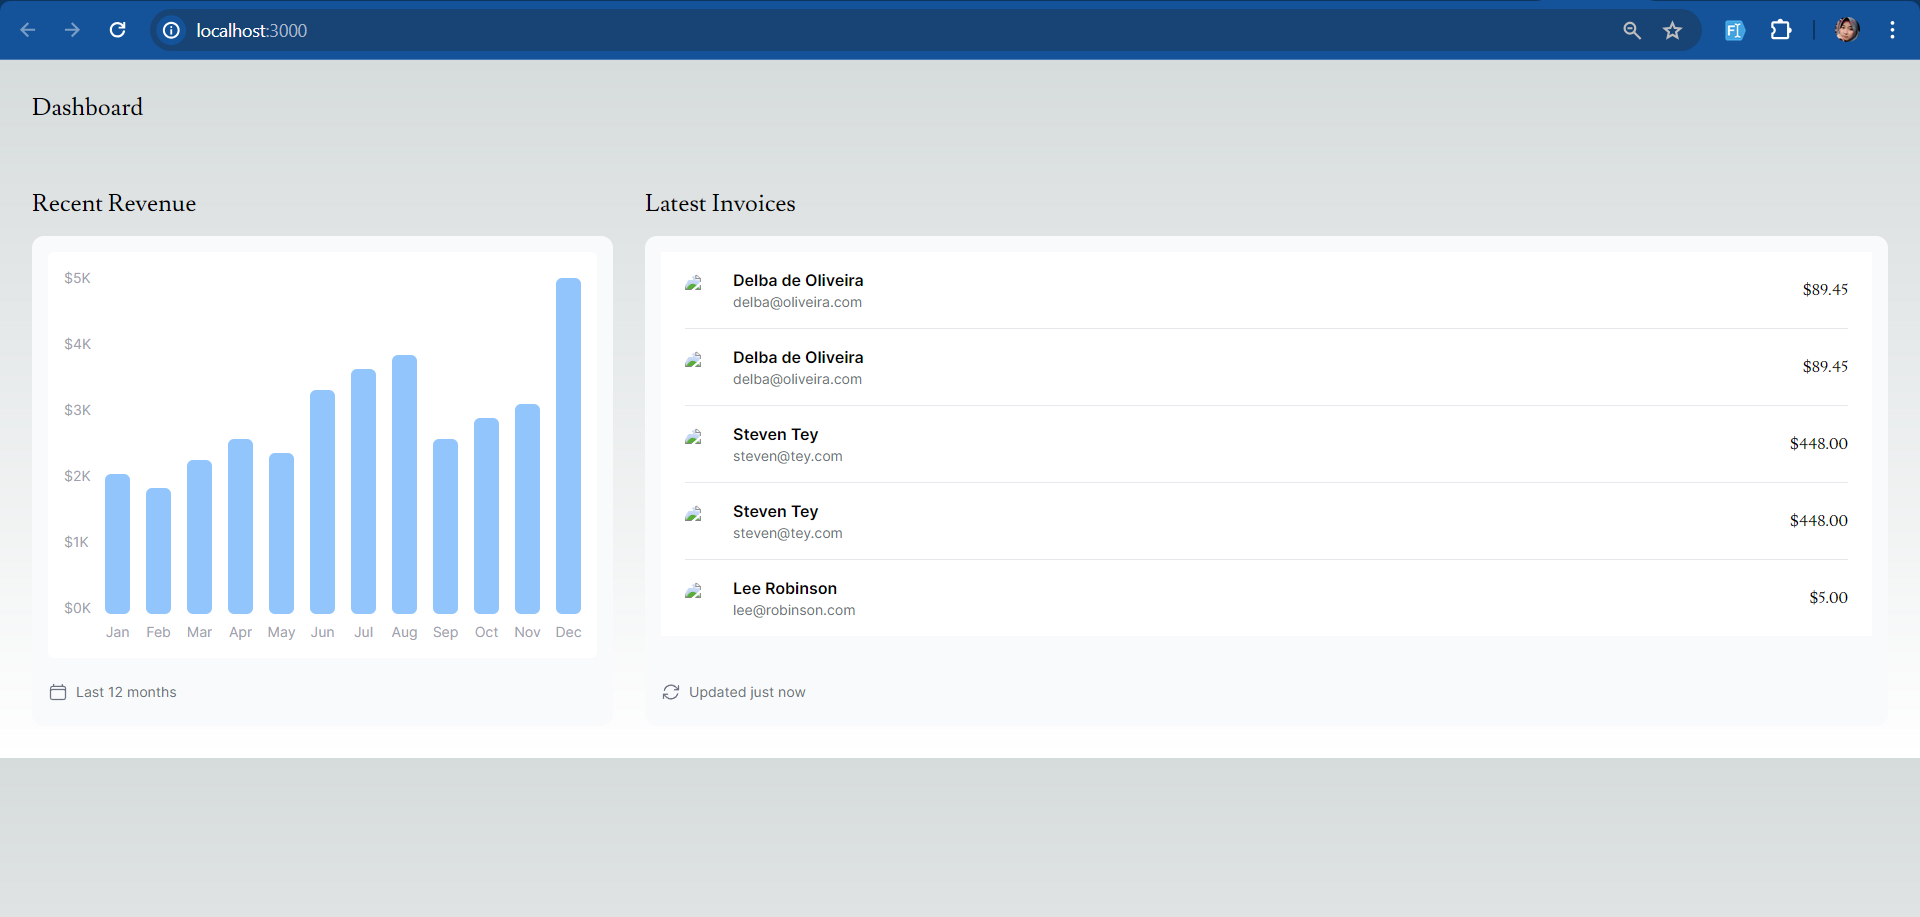 localhost:3000
Dashboard
Recent Revenue
$5K
$4K
$3K
$2K
$1K
$0K
Jan Feb Mar Apr May Jun Jul Aug Sep Oct Nov Dec
Last 12 months
Latest Invoices
Delba de Oliveira
delba@oliveira.com
$89.45
Delba de Oliveira
delba@oliveira.com
$89.45
Steven Tey
steven@tey.com
$448.00
Steven Tey
steven@tey.com
$448.00
Lee Robinson
lee@robinson.com
$5.00
Updated just now